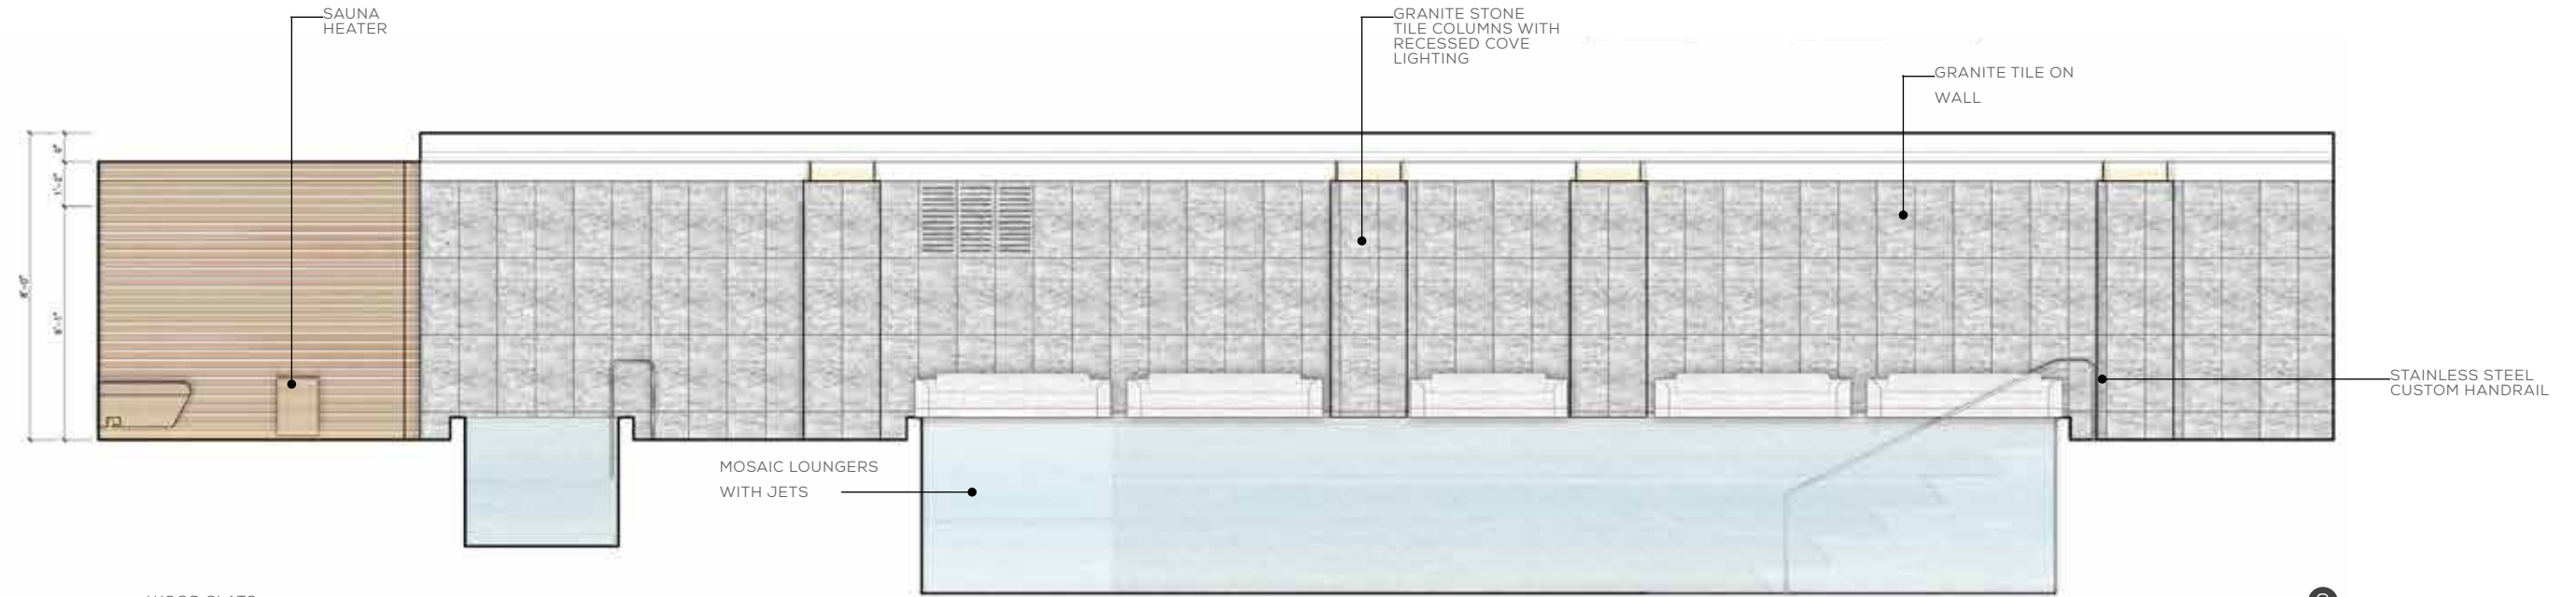 SAUNA
HEATER
GRANITE STONE
TILE COLUMNS WITH
RECESSED COVE
LIGHTING
GRANITE TILE ON
WALL
STAINLESS STEEL
CUSTOM HANDRAIL
MOSAIC LOUNGERS
WITH JETS